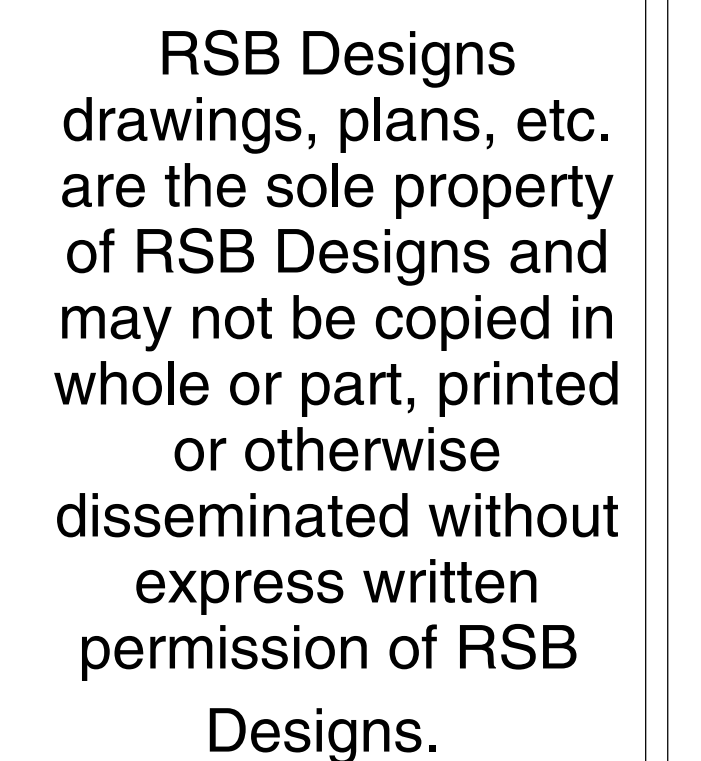 RSB Designs
drawings, plans, etc.
are the sole property
of RSB Designs and
may not be copied in
whole or part, printed
or otherwise
disseminated without
express written
permission of RSB
Designs.